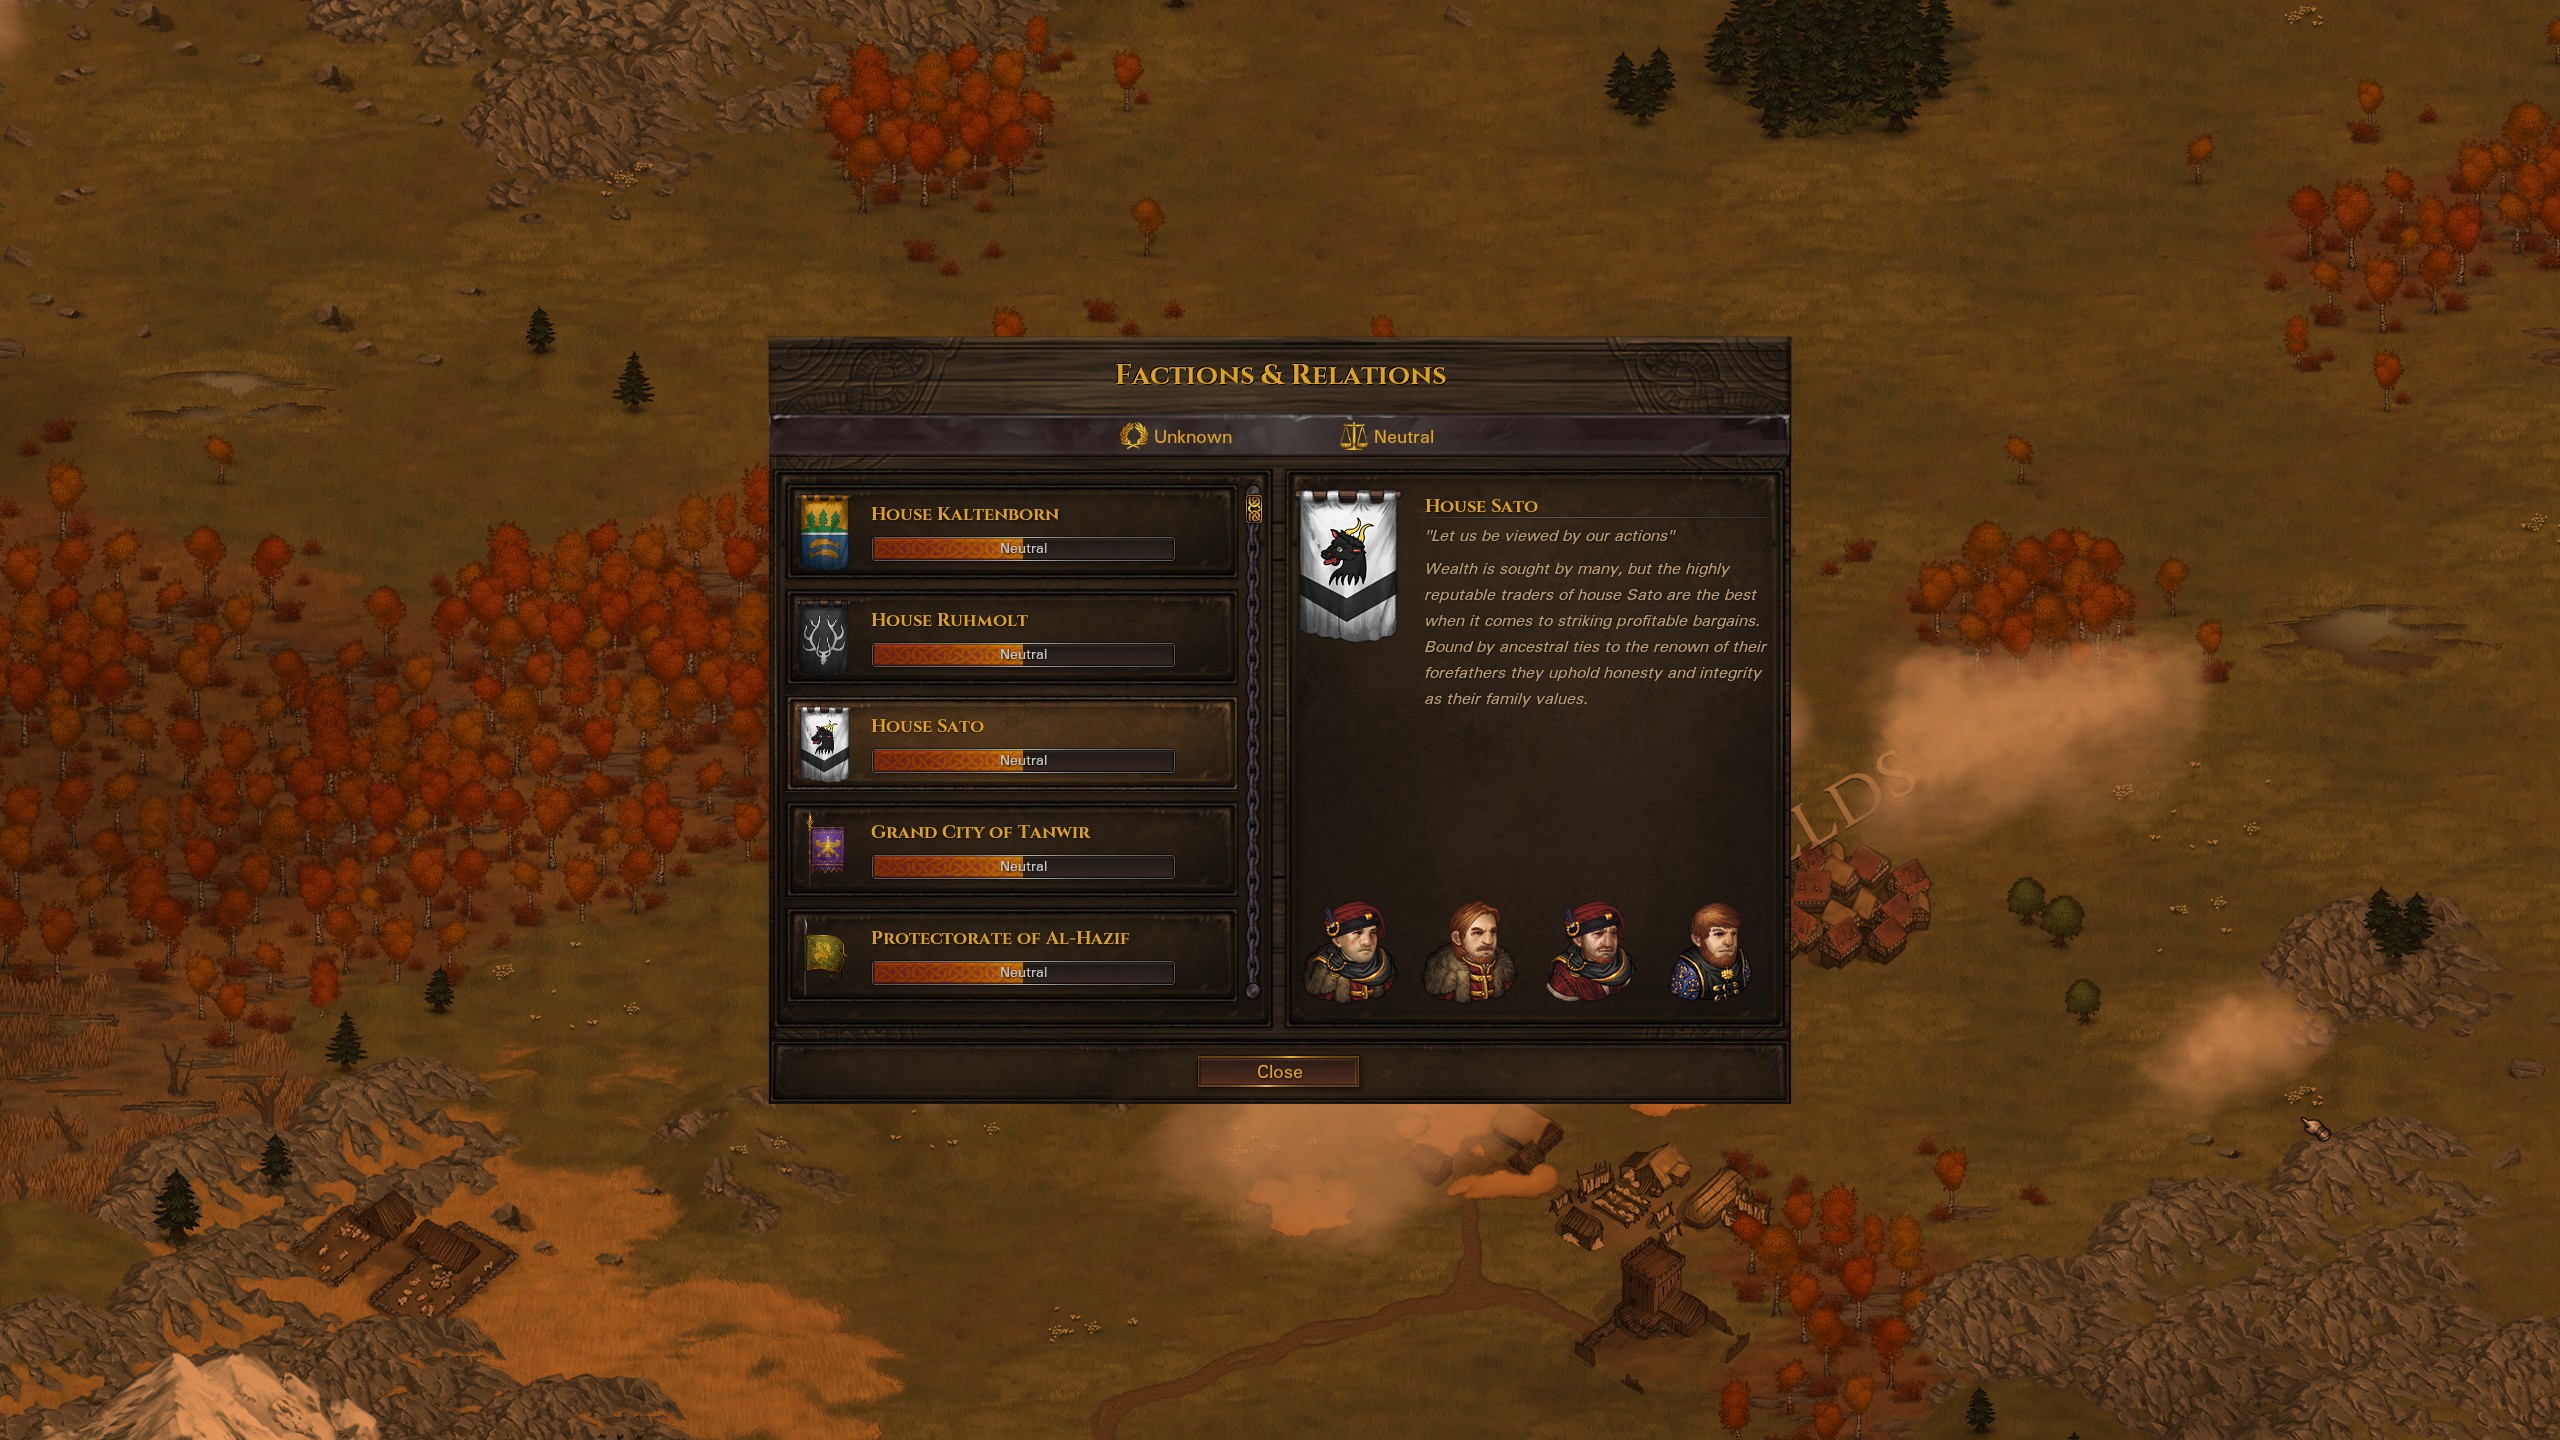 Factions & Relations
Unknown
Neutral
House Kaltenborn
Neutral
House Ruhmolt
Neutral
House Sato
Neutral
Grand City of Tanwir
Neutral
Protectorate of Al-Hazif
Neutral
House Sato
"Let us be viewed by our actions"
Wealth is sought by many, but the highly
reputable traders of house Sato are the best
when it comes to striking profitable bargains.
Bound by ancestral ties to the renown of their
forefathers they uphold honesty and integrity
as their family values.
LDS
Close